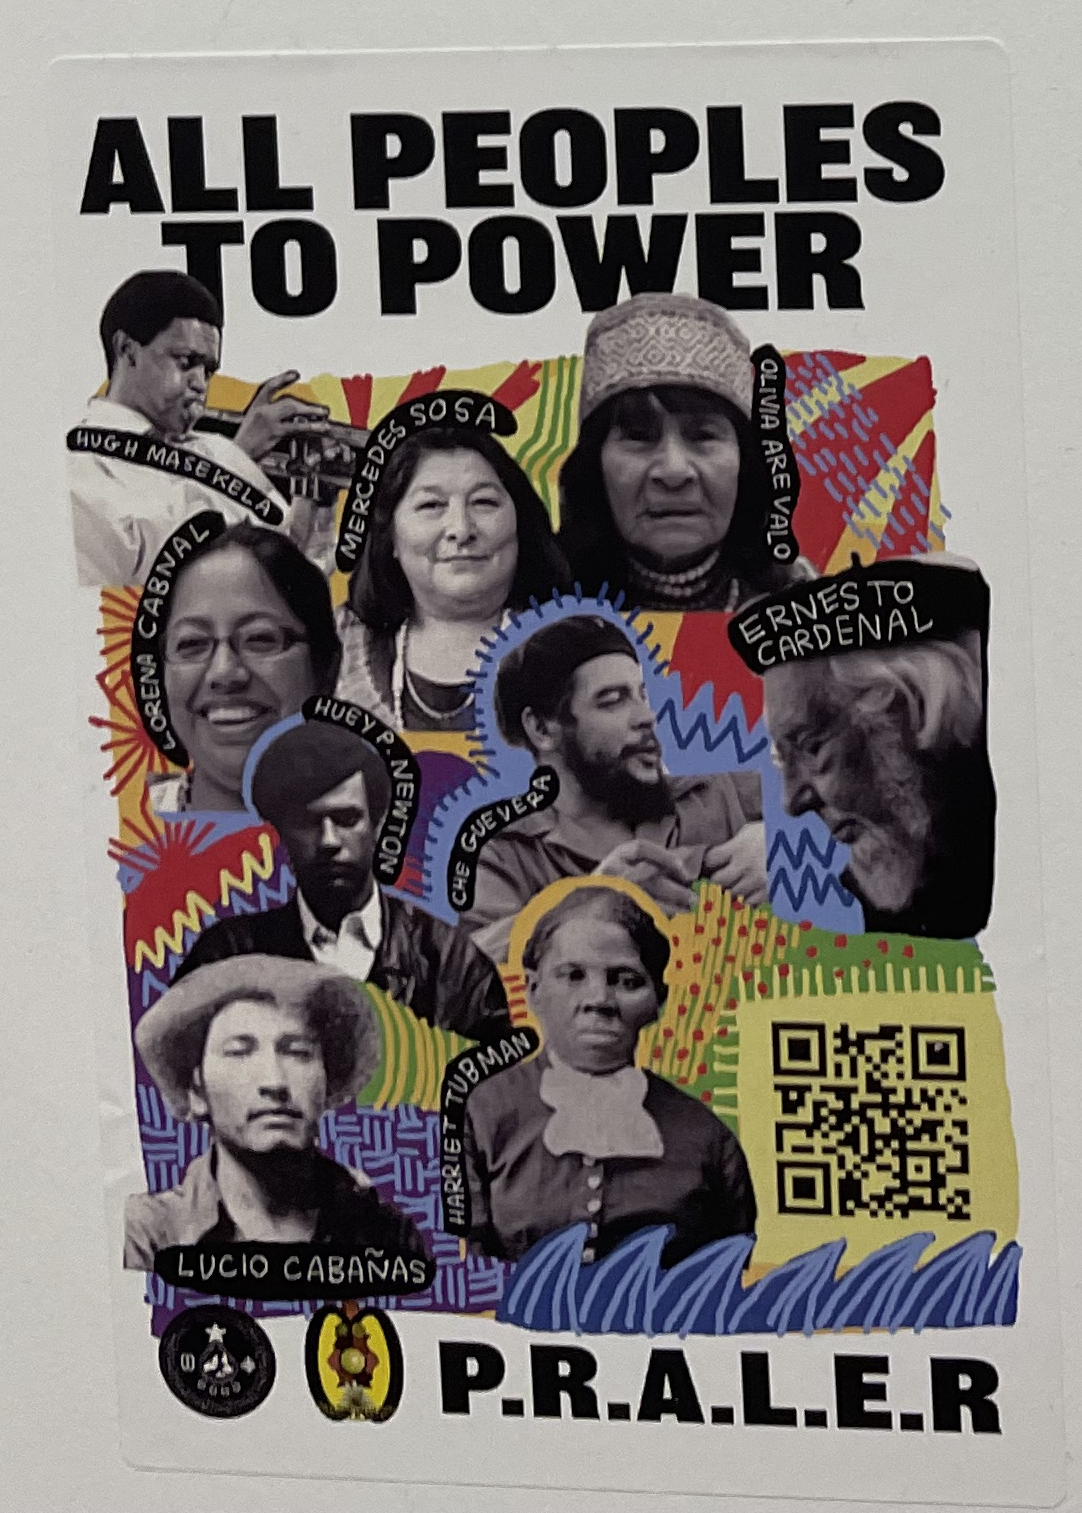 ALL PEOPLES
TO POWER
HUGH MASEKELA
MERCEDES SOSA
OLIVIA AREVALO
LORENA CABNAL
ERNESTO
CARDENAL
HUEY P. NEWTON
CHE GUEVERA
HARRIET TUBMAN
LUCIO CABAÑAS
P.R.A.L.E.R